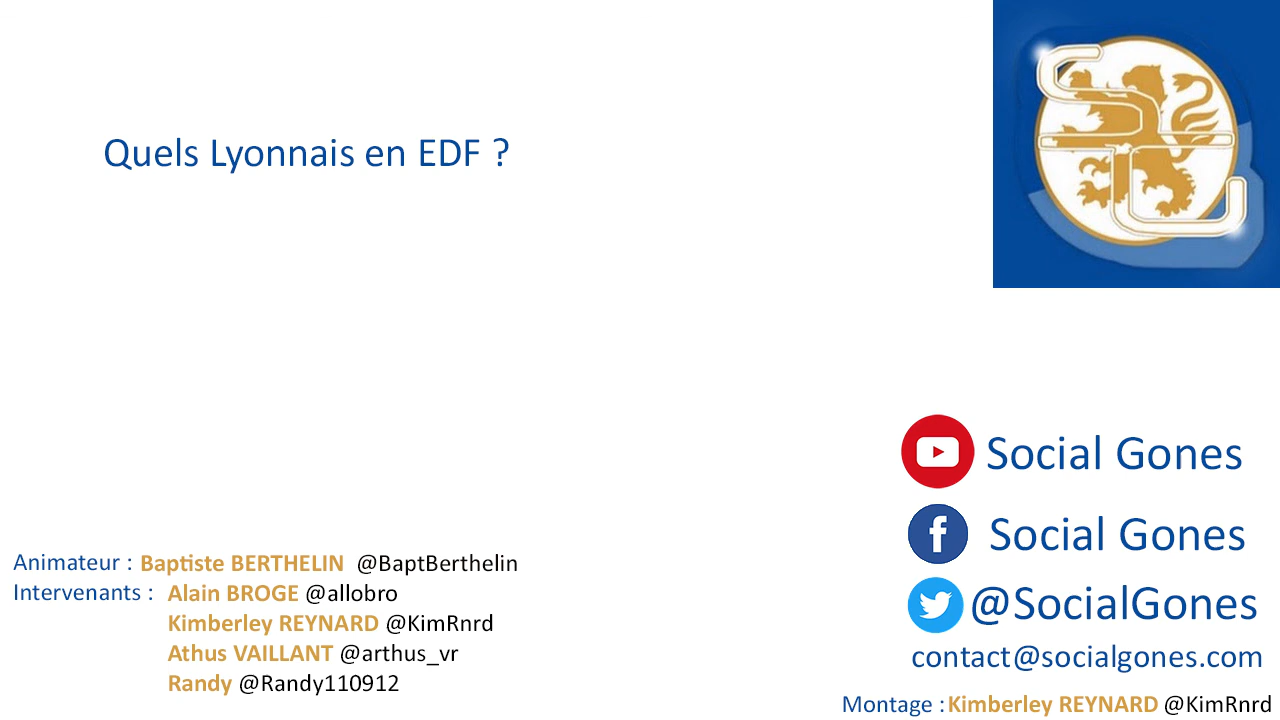 Quels Lyonnais en EDF ?
SG
Social Gones
Social Gones
@SocialGones
contact@socialgones.com
Animateur : Baptiste BERTHELIN @BaptBerthelin
Intervenants : Alain BROGE @allobro
Kimberley REYNARD @KimRnrd
Athus VAILLANT @arthus_vr
Randy @Randy110912
Montage : Kimberley REYNARD @KimRnrd